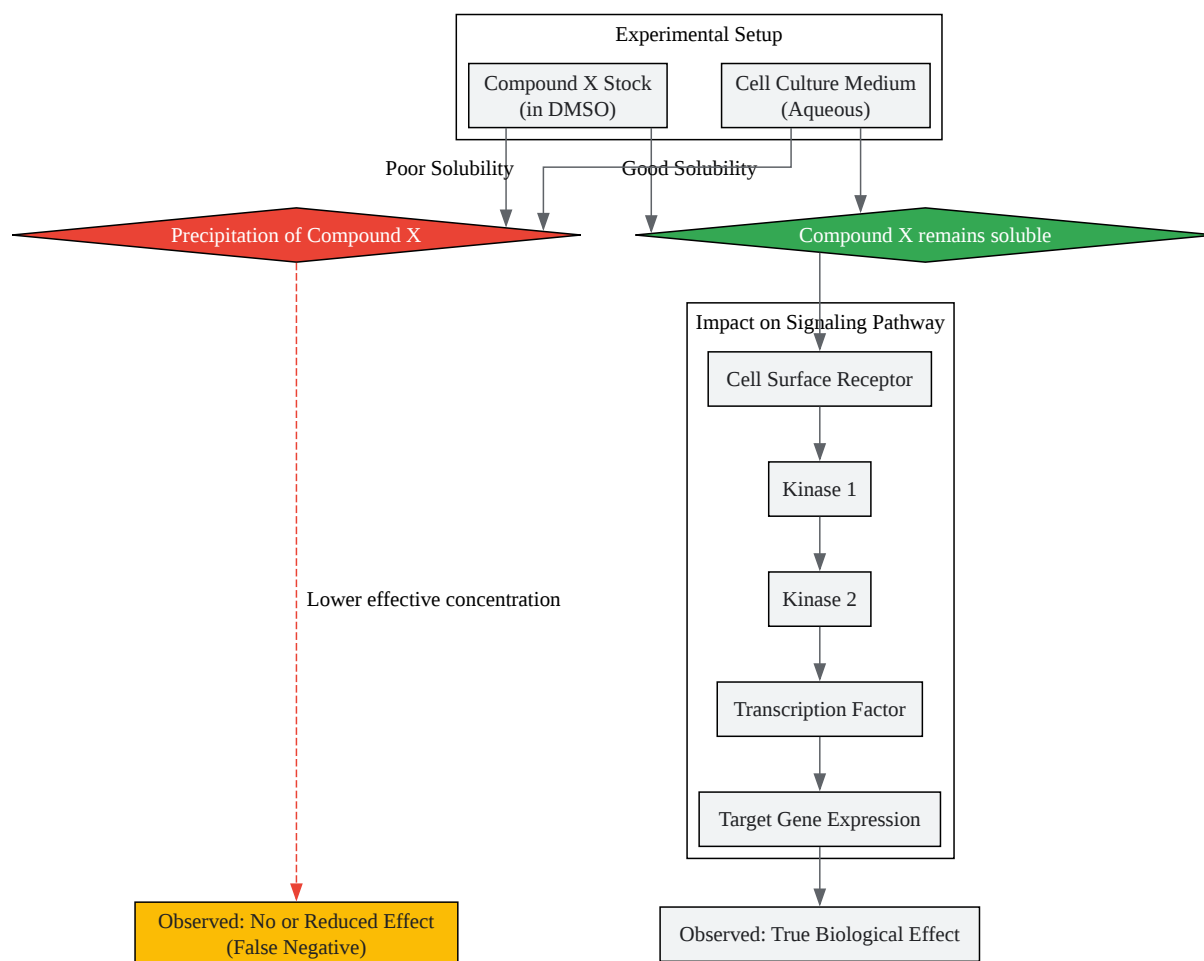 Experimental Setup
Compound X Stock
(in DMSO)
Cell Culture Medium
(Aqueous)
Poor Solubility
Good Solubility
Precipitation of Compound X
Compound X remains soluble
Impact on Signaling Pathway
Cell Surface Receptor
Kinase 1
Kinase 2
Lower effective concentration
Transcription Factor
Target Gene Expression
Observed: No or Reduced Effect
(False Negative)
Observed: True Biological Effect